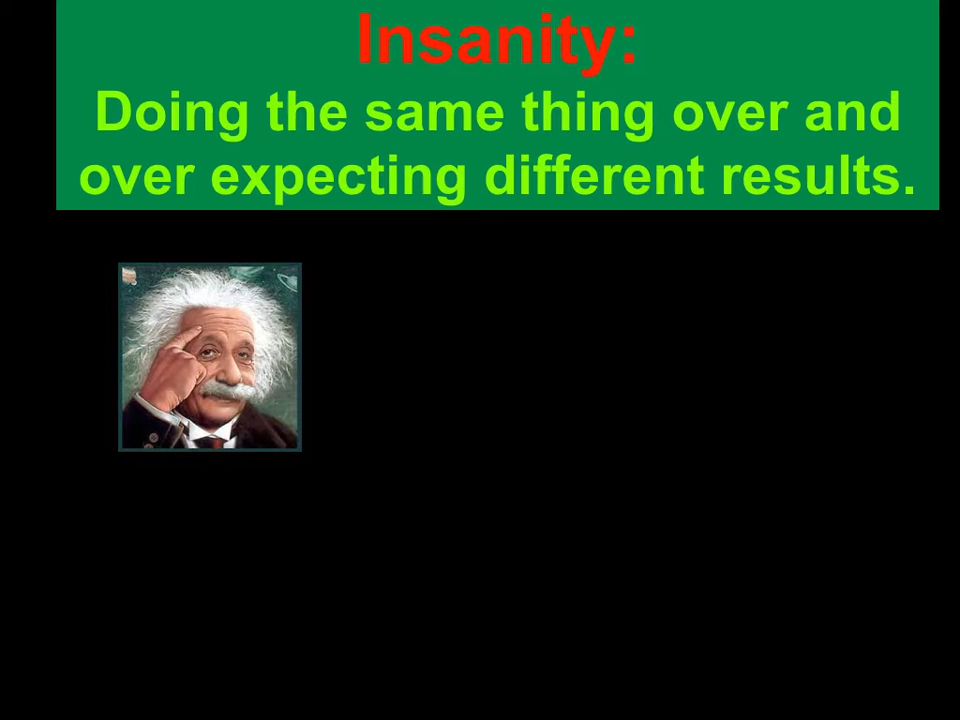 Insanity:
Doing the same thing over and
over expecting different results.